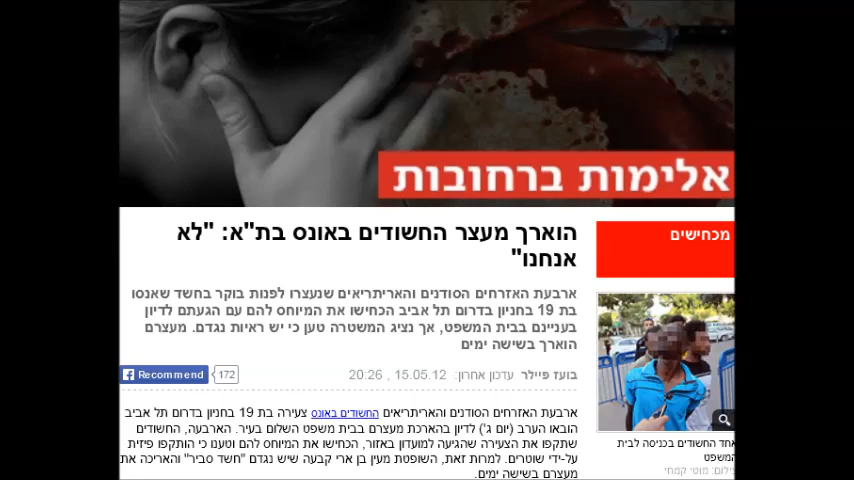 אלימות ברחובות
מכחישים
הוארך מעצר החשודים באונס בת"א: "לא
אנחנו"
ארבעת האזרחים הסודנים והאריתריאים שנעצרו לפנות בוקר בחשד שאנסו
בת 19 בחניון בדרום תל אביב הכחישו את המיוחס להם עם הגעתם לדיון
בעניינם בבית המשפט, אך נציג המשטרה טען כי יש ראיות נגדם. מעצרם
הוארך בשישה ימים
בועז פיילר עדכון אחרון: 15.05.12 , 20:26
Recommend 172
ארבעת האזרחים הסודנים והאריתריאים החשודים באונס צעירה בת 19 בחניון בדרום תל אביב
הובאו הערב (יום ג') לדיון בהארכת מעצרם בבית משפט השלום בעיר. הארבעה, החשודים
שתקפו את הצעירה שהגיעה למועדון באזור, הכחישו את המיוחס להם וטענו כי הותקפו פיזית
על-ידי שוטרים. למרות זאת, השופטת מעין בן ארי קבעה שיש נגדם "חשד סביר" והאריכה את
מעצרם בשישה ימים.
אחד החשודים בכניסה לבית
המשפט
צילום: מוטי קמחי